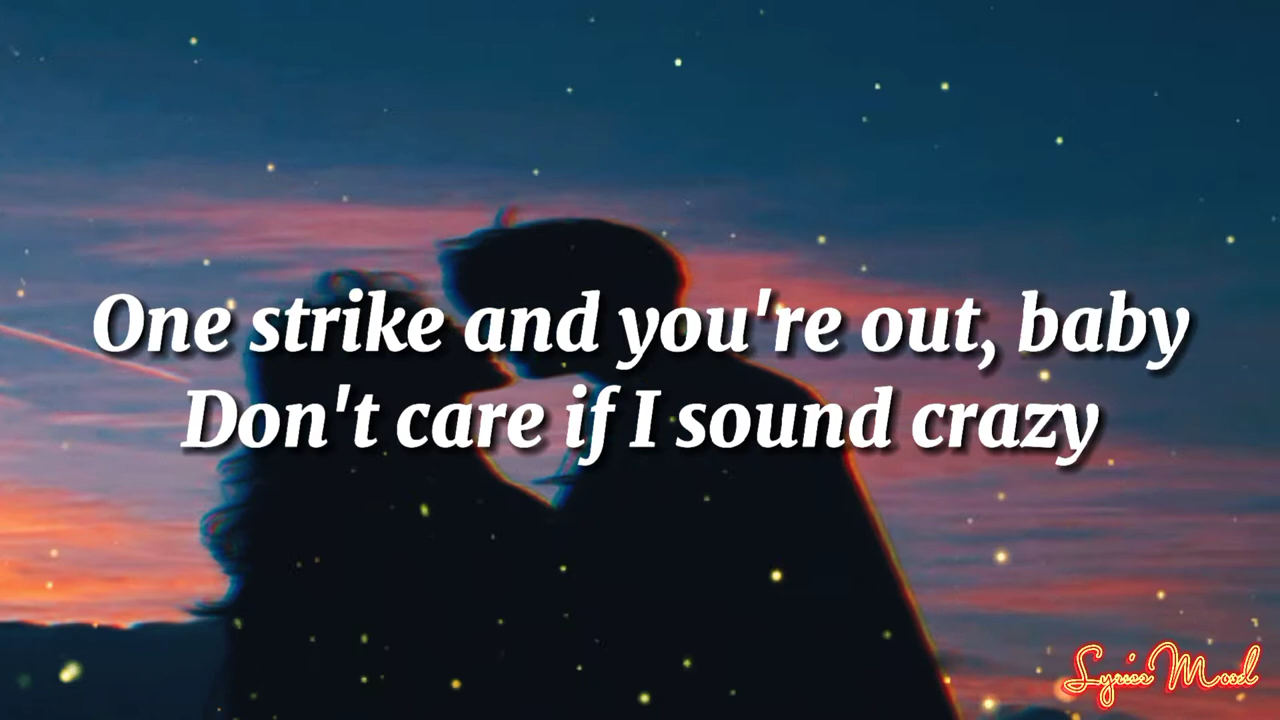 One strike and you're out, baby
Don't care if I sound crazy
Lyrics Mood